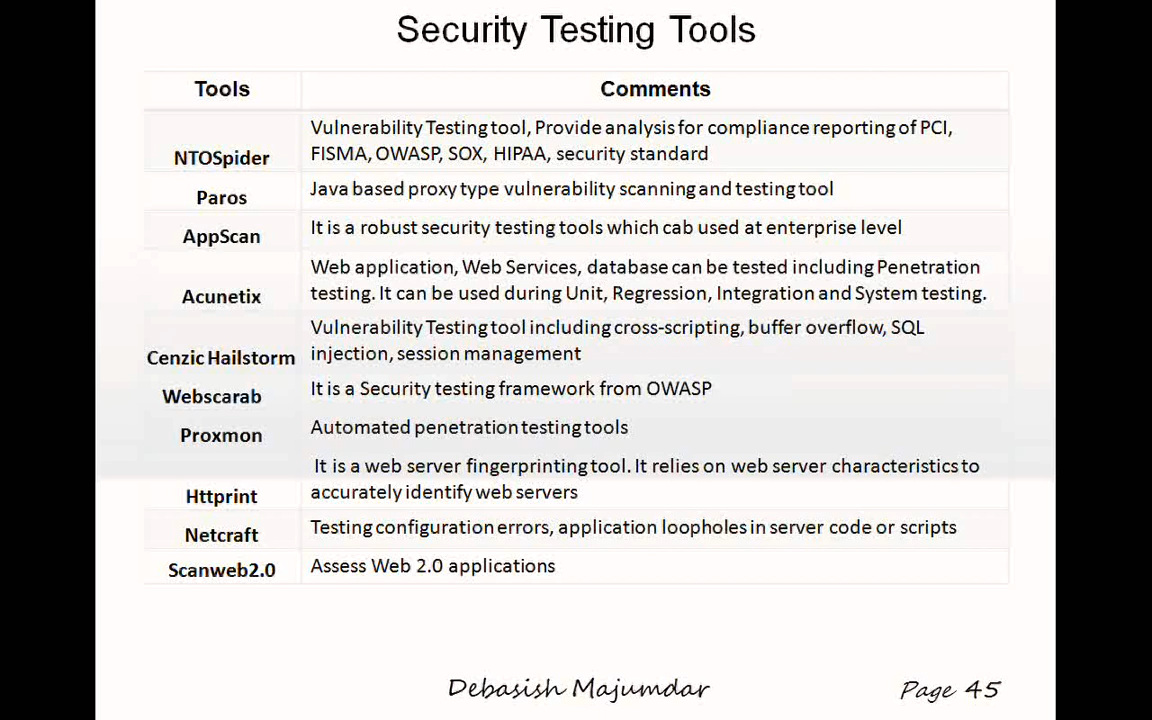 Security Testing Tools
Tools Comments
Vulnerability Testing tool, Provide analysis for compliance reporting of PCI,
NTOSpider FISMA, OWASP, SOX, HIPAA, security standard
Paros Java based proxy type vulnerability scanning and testing tool
AppScan It is a robust security testing tools which cab used at enterprise level
Web application, Web Services, database can be tested including Penetration
Acunetix testing. It can be used during Unit, Regression, Integration and System testing.
Vulnerability Testing tool including cross-scripting, buffer overflow, SQL
Cenzic Hailstorm injection, session management
Webscarab It is a Security testing framework from OWASP
Proxmon Automated penetration testing tools
It is a web server fingerprinting tool. It relies on web server characteristics to
Httprint accurately identify web servers
Netcraft Testing configuration errors, application loopholes in server code or scripts
Scanweb2.0 Assess Web 2.0 applications
Debasish Majumdar Page 45